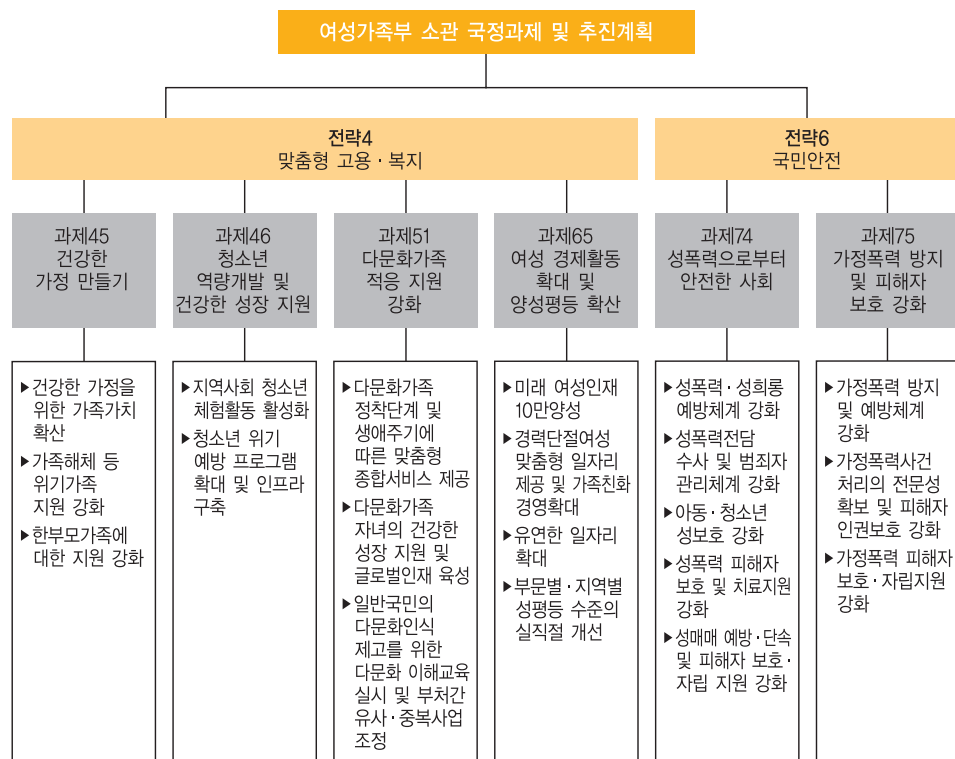 여성가족부 소관 국정과제 및 추진계획
전략4
맞춤형 고용·복지
전략6
국민안전
과제45
건강한
가정 만들기
과제46
청소년
역량개발 및
건강한 성장 지원
과제51
다문화가족
적응 지원
강화
과제65
여성 경제활동
확대 및
양성평등 확산
과제74
성폭력으로부터
안전한 사회
과제75
가정폭력 방지
및 피해자
보호 강화
▶건강한 가정을
위한 가족가치
확산
▶가족해체 등
위기가족
지원 강화
▶한부모가족에
대한 지원 강화
▶지역사회 청소년
체험활동 활성화
▶청소년 위기
예방 프로그램
확대 및 인프라
구축
▶다문화가족
정착단계 및
생애주기에
따른 맞춤형
종합서비스 제공
▶다문화가족
자녀의 건강한
성장 지원 및
글로벌인재 육성
▶일반국민의
다문화인식
제고를 위한
다문화 이해교육
실시 및 부처간
유사·중복사업
조정
▶미래 여성인재
10만양성
▶경력단절여성
맞춤형 일자리
제공 및 가족친화
경영확대
▶유연한 일자리
확대
▶부문별·지역별
성평등 수준의
실직절 개선
▶성폭력·성희롱
예방체계 강화
▶성폭력전담
수사 및 범죄자
관리체계 강화
▶아동·청소년
성보호 강화
▶성폭력 피해자
보호 및 치료지원
강화
▶성매매 예방·단속
및 피해자 보호·
자립 지원 강화
▶가정폭력 방지
및 예방체계
강화
▶가정폭력사건
처리의 전문성
확보 및 피해자
인권보호 강화
▶가정폭력 피해자
보호·자립지원
강화